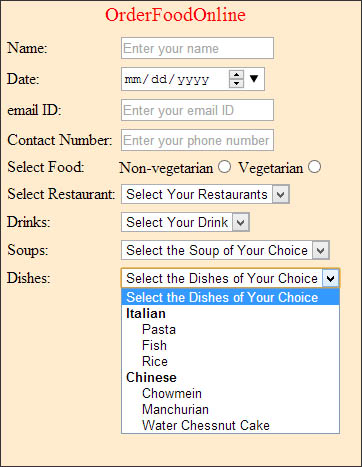 OrderFoodOnline
Name: Enter your name
Date: mm/dd/yyyy
email ID: Enter your email ID
Contact Number: Enter your phone number
Select Food: Non-vegetarian Vegetarian
Select Restaurant: Select Your Restaurants
Drinks: Select Your Drink
Soups: Select the Soup of Your Choice
Dishes: Select the Dishes of Your Choice
Select the Dishes of Your Choice
Italian
Pasta
Fish
Rice
Chinese
Chowmein
Manchurian
Water Chessnut Cake